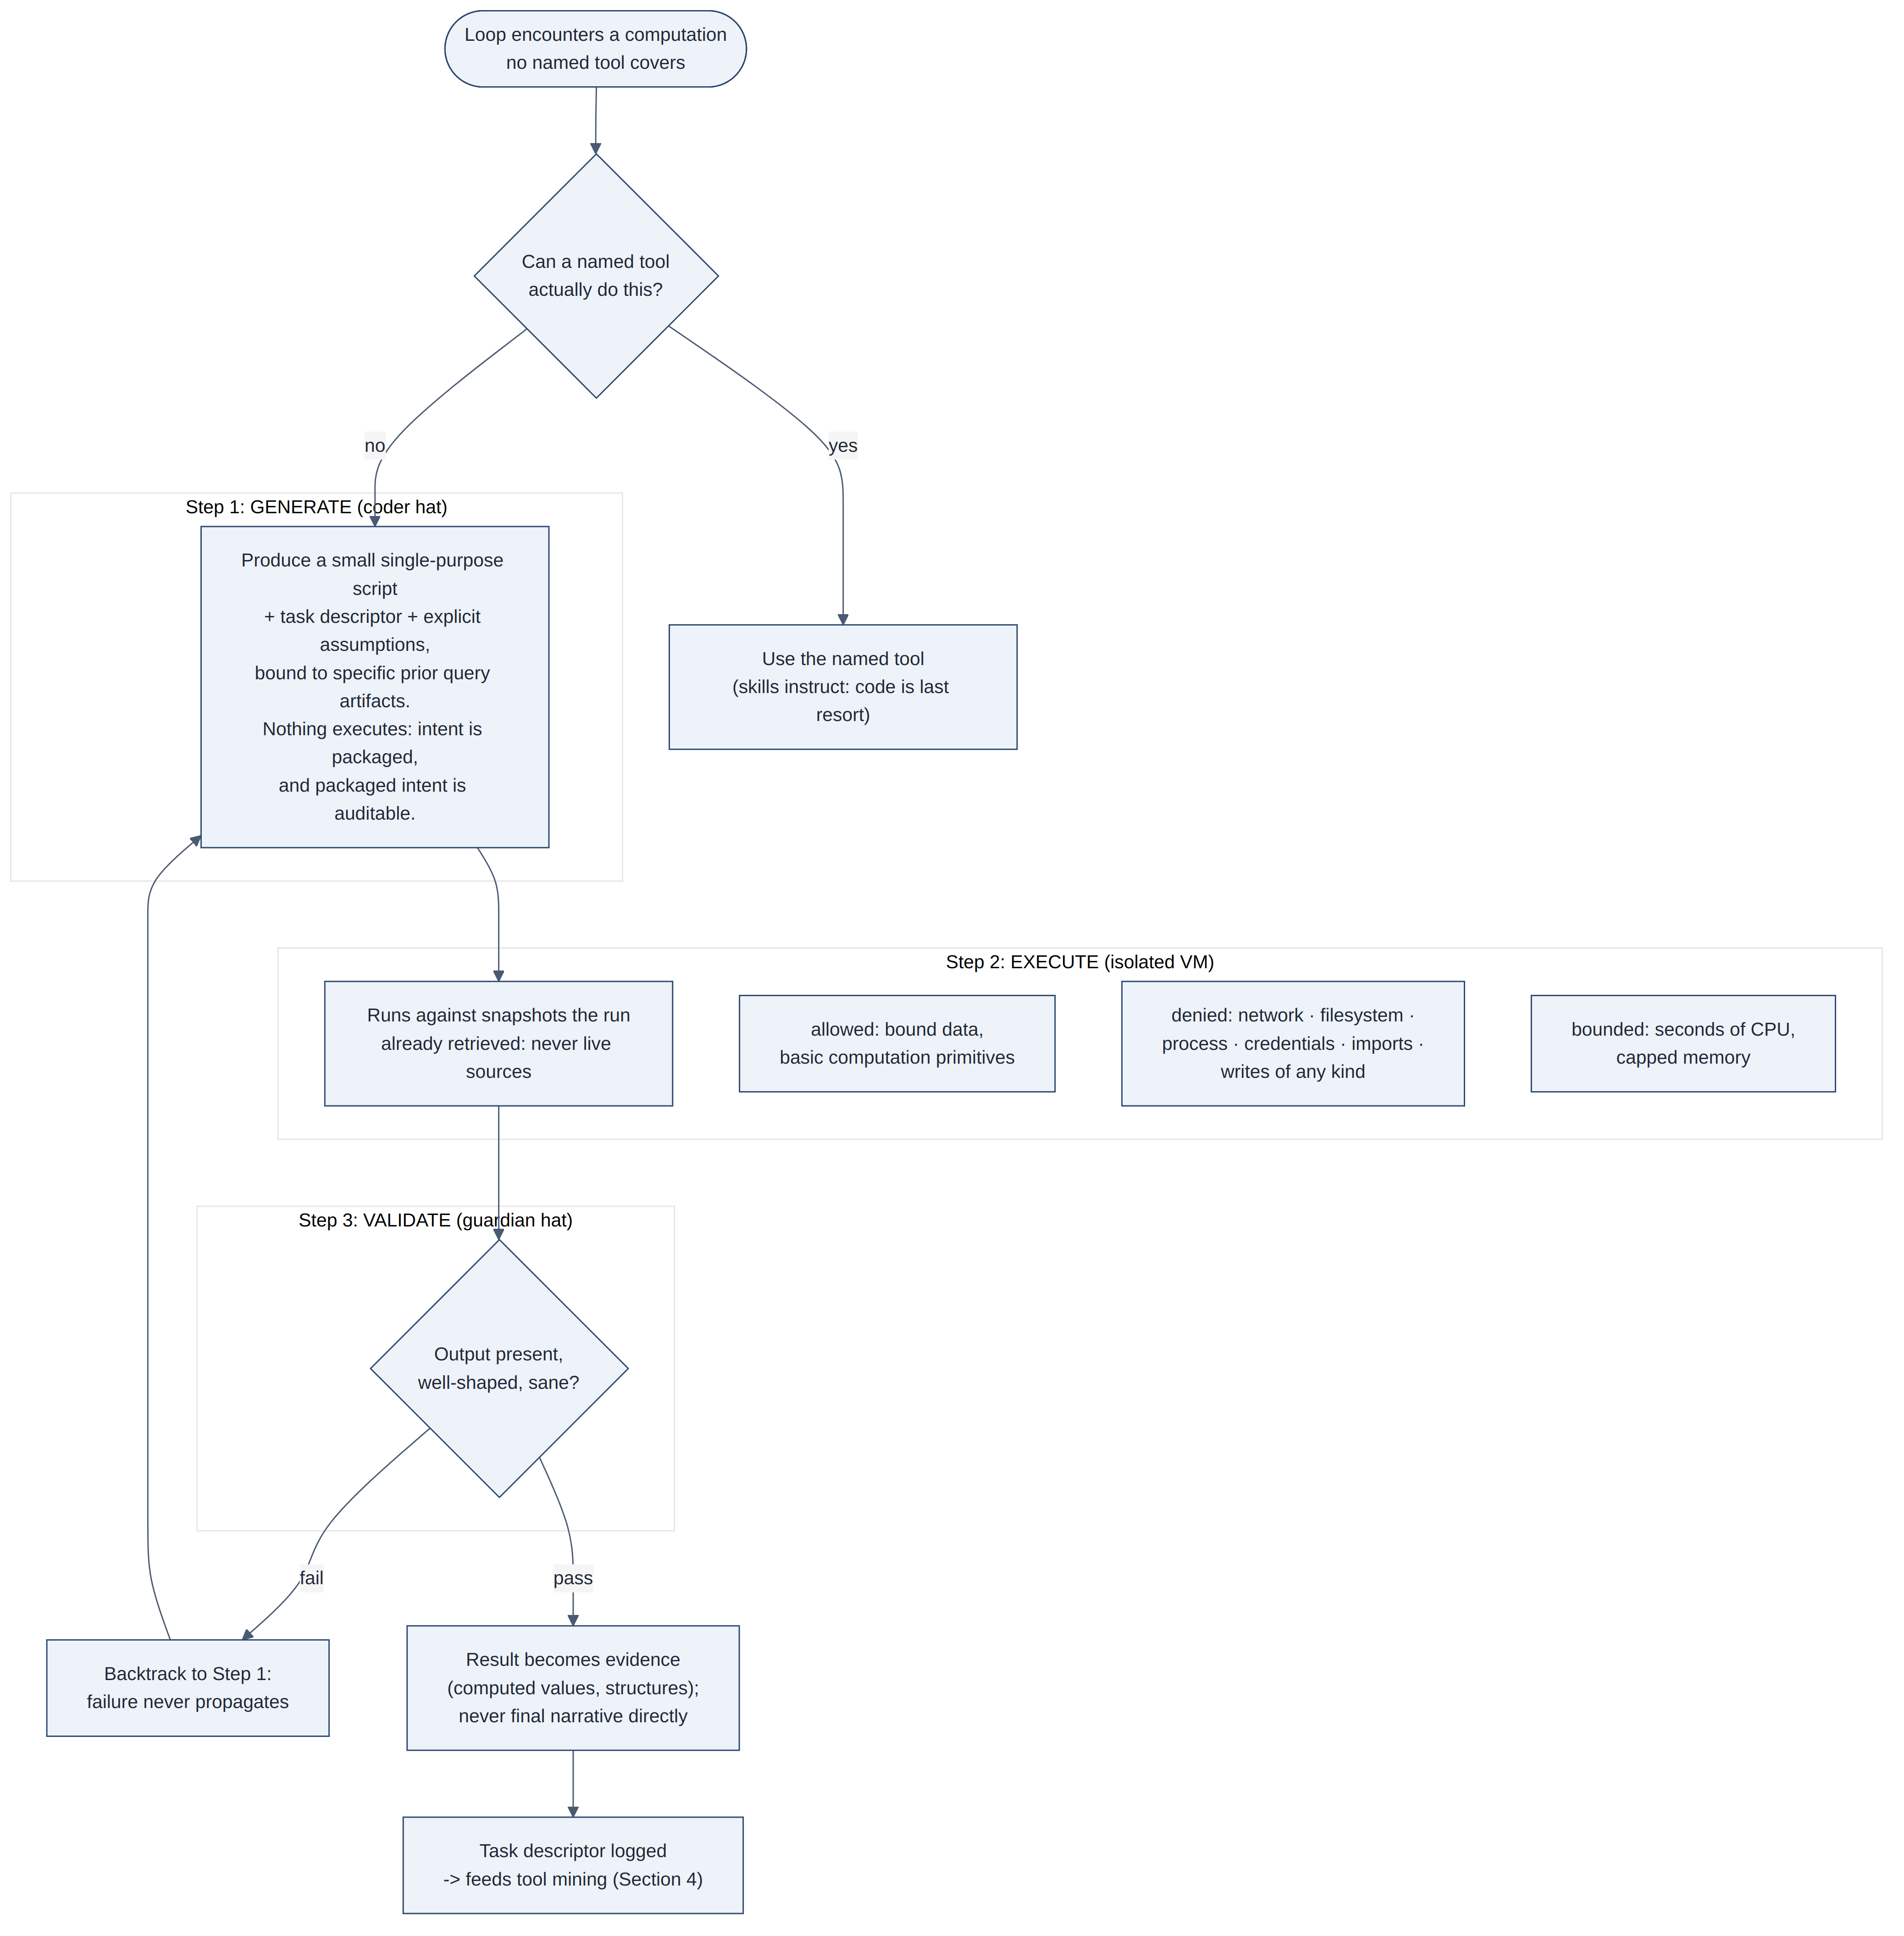 Loop encounters a computation
no named tool covers
Can a named tool
actually do this?
no
yes
Step 1: GENERATE (coder hat)
Produce a small single-purpose
script
+ task descriptor + explicit
assumptions,
bound to specific prior query
artifacts.
Nothing executes: intent is
packaged,
and packaged intent is
auditable.
Use the named tool
(skills instruct: code is last
resort)
Step 2: EXECUTE (isolated VM)
Runs against snapshots the run
already retrieved: never live
sources
allowed: bound data,
basic computation primitives
denied: network · filesystem ·
process · credentials · imports ·
writes of any kind
bounded: seconds of CPU,
capped memory
Step 3: VALIDATE (guardian hat)
Output present,
well-shaped, sane?
fail
pass
Backtrack to Step 1:
failure never propagates
Result becomes evidence
(computed values, structures);
never final narrative directly
Task descriptor logged
-> feeds tool mining (Section 4)